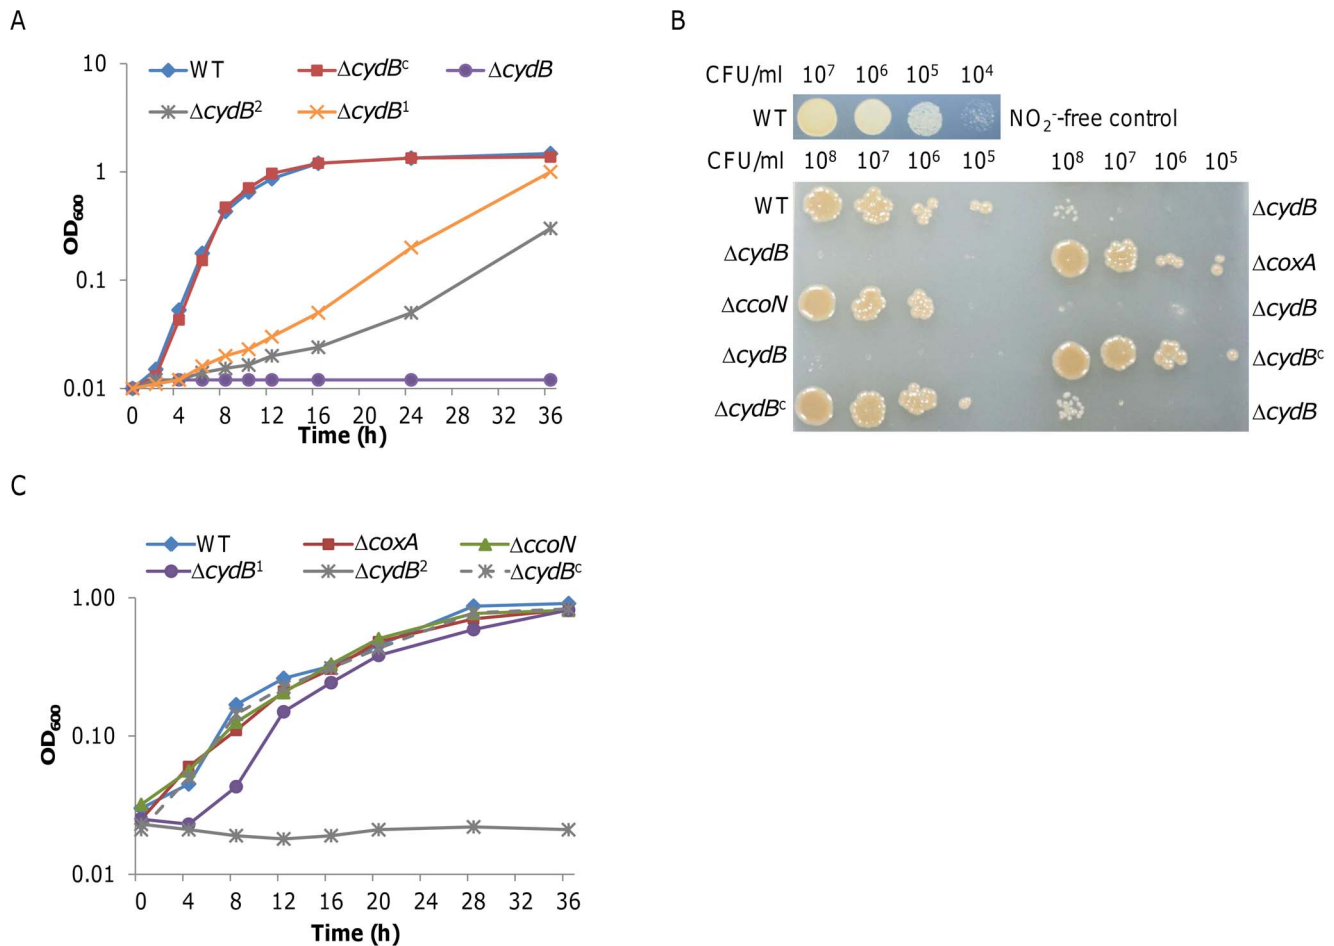 A
10
1
0.1
0.01
OD₆₀₀
WT
ΔcydBᶜ
ΔcydB
ΔcydB²
ΔcydB¹
0 4 8 12 16 20 24 28 32 36
Time (h)
B
CFU/ml 10⁷ 10⁶ 10⁵ 10⁴
WT NO₂⁻-free control
CFU/ml 10⁸ 10⁷ 10⁶ 10⁵ 10⁸ 10⁷ 10⁶ 10⁵
WT ΔcydB
ΔcydB ΔcoxA
ΔccoN ΔcydB
ΔcydB ΔcydBᶜ
ΔcydBᶜ ΔcydB
C
WT ΔcoxA ΔccoN
ΔcydB¹ ΔcydB² ΔcydBᶜ
1.00
0.10
0.01
OD₆₀₀
0 4 8 12 16 20 24 28 32 36
Time (h)